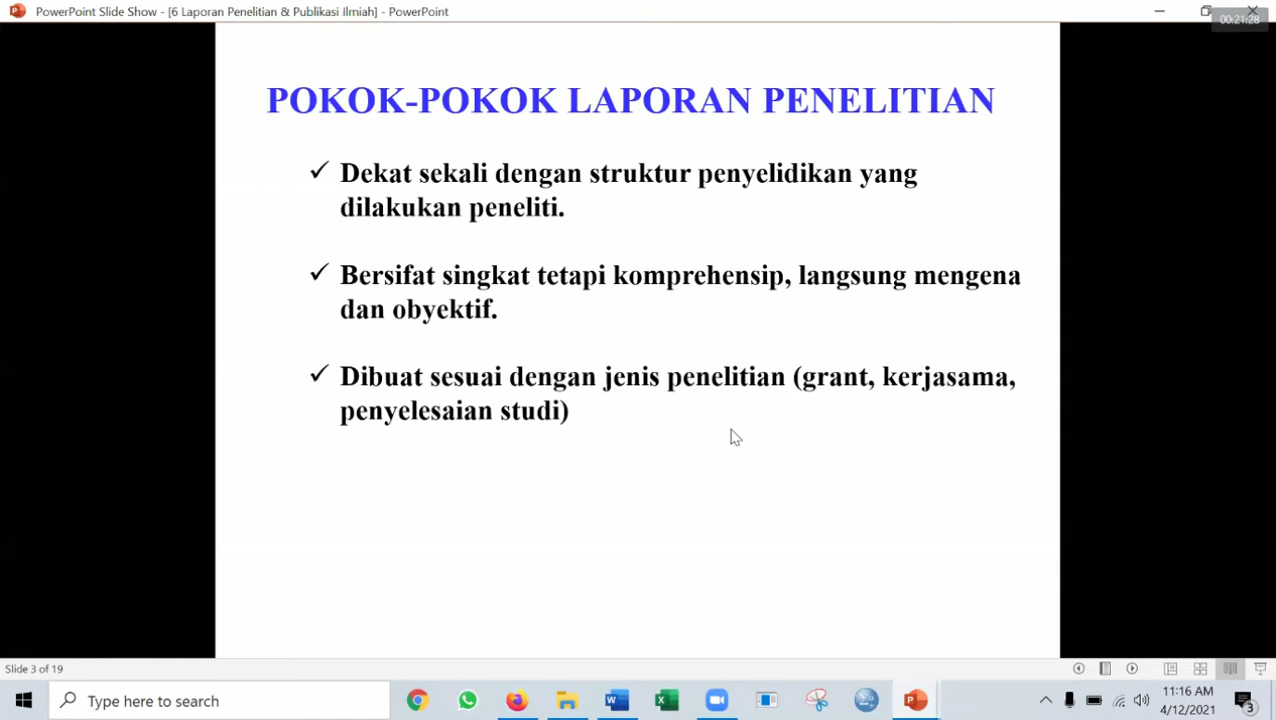 PowerPoint Slide Show - [6 Laporan Penelitian & Publikasi Ilmiah] - PowerPoint
00:21:28
POKOK-POKOK LAPORAN PENELITIAN
Dekat sekali dengan struktur penyelidikan yang
dilakukan peneliti.
Bersifat singkat tetapi komprehensip, langsung mengena
dan obyektif.
Dibuat sesuai dengan jenis penelitian (grant, kerjasama,
penyelesaian studi)
Slide 3 of 19
Type here to search
11:16 AM
4/12/2021
3